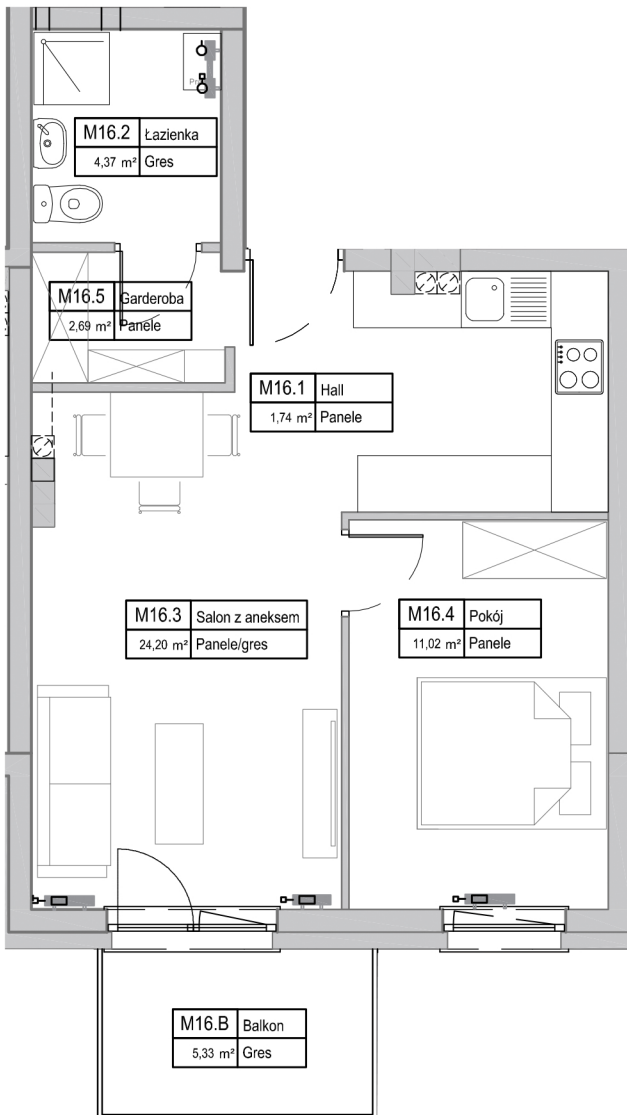 Pr
M16.2 Łazienka
4,37 m² Gres
M16.5 Garderoba
2,69 m² Panele
M16.1 Hall
1,74 m² Panele
M16.3 Salon z aneksem
24,20 m² Panele/gres
M16.4 Pokój
11,02 m² Panele
M16.B Balkon
5,33 m² Gres